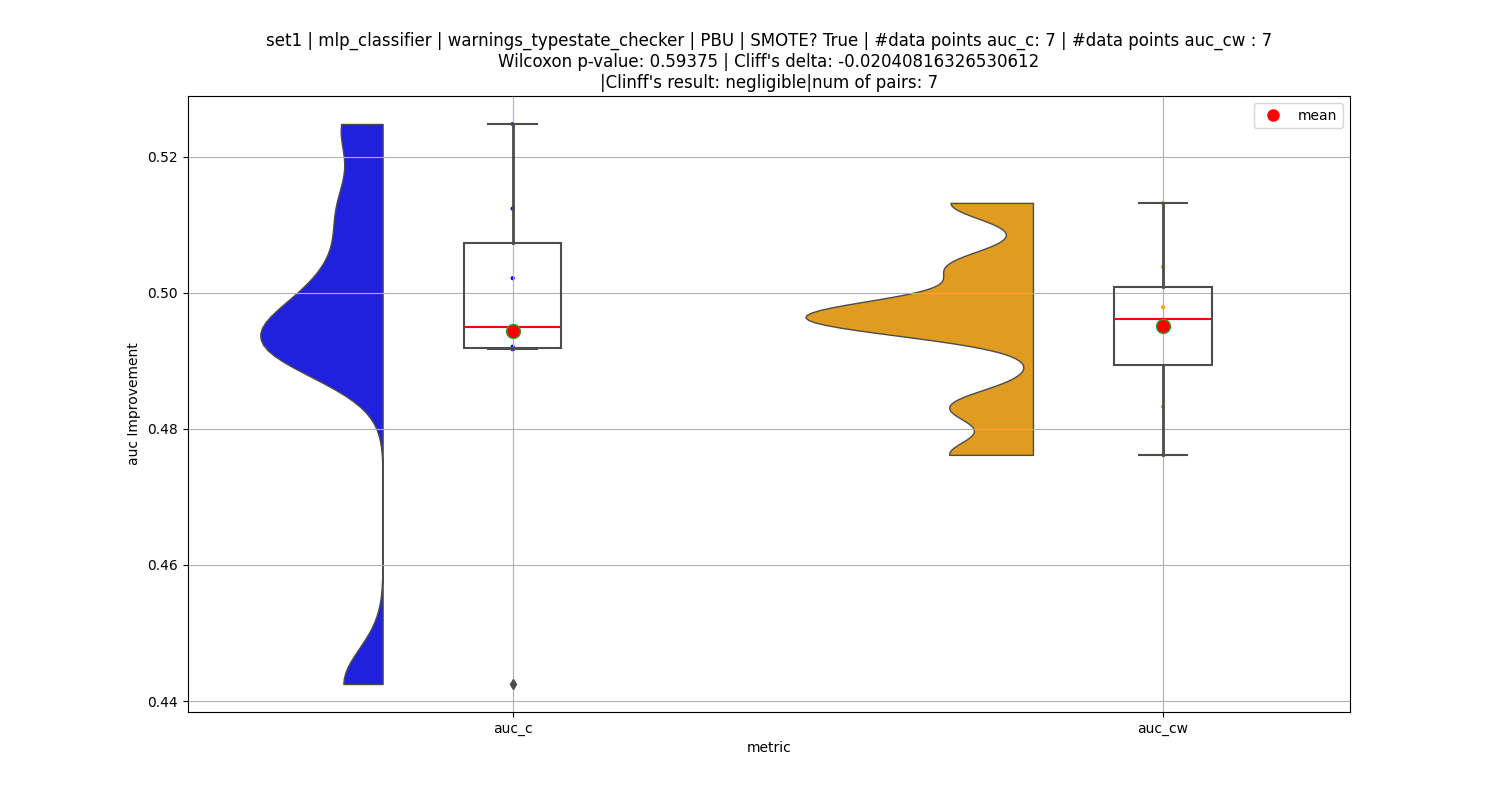 set1 | mlp_classifier | warnings_typestate_checker | PBU | SMOTE? True | #data points auc_c: 7 | #data points auc_cw : 7
Wilcoxon p-value: 0.59375 | Cliff's delta: -0.02040816326530612
|Clinff's result: negligible|num of pairs: 7
mean
0.52
0.50
0.48
0.46
0.44
auc Improvement
auc_c
auc_cw
metric